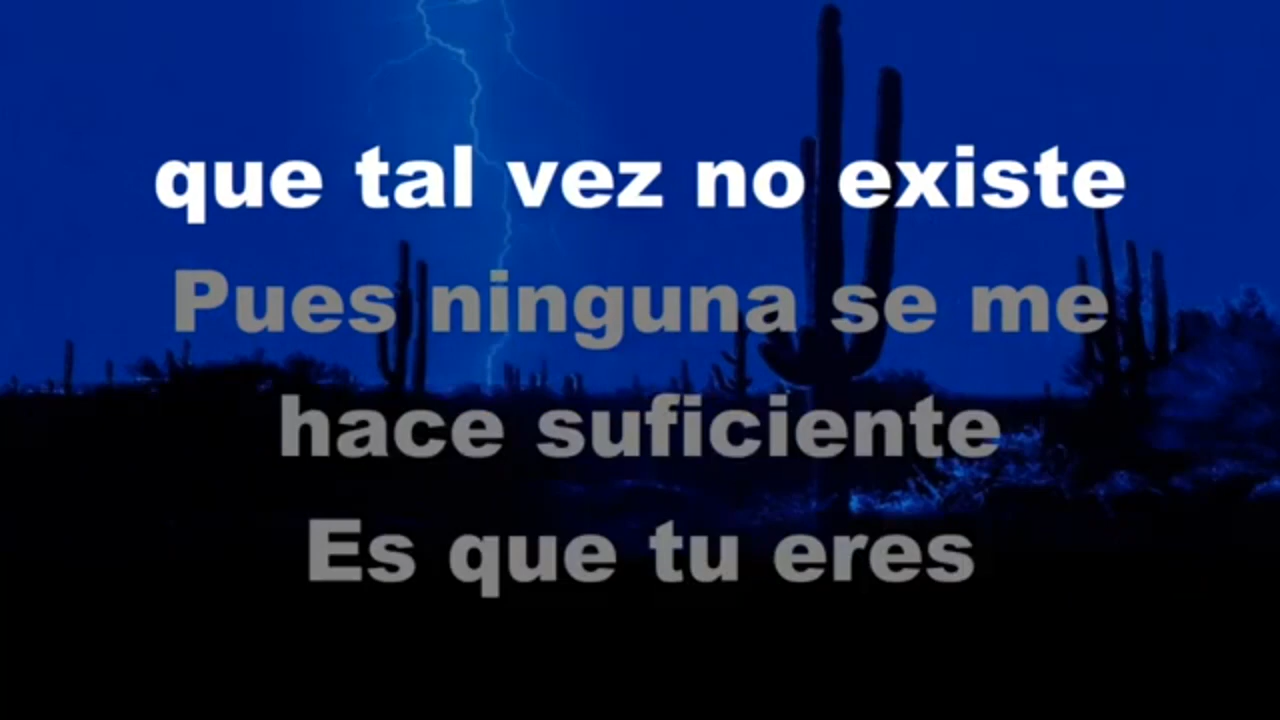 que tal vez no existe
Pues ninguna se me
hace suficiente
Es que tu eres